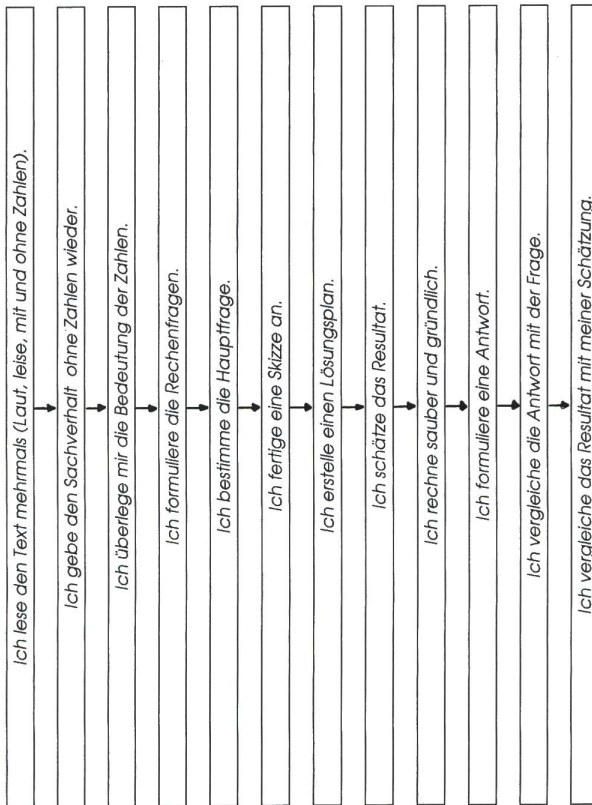 Ich lese den Text mehrmals (Laut, leise, mit und ohne Zahlen).
Ich gebe den Sachverhalt ohne Zahlen wieder.
Ich überlege mir die Bedeutung der Zahlen.
Ich formuliere die Rechenfragen.
Ich bestimme die Hauptfrage.
Ich fertige eine Skizze an.
Ich erstelle einen Lösungsplan.
Ich schätze das Resultat.
Ich rechne sauber und gründlich.
Ich formuliere eine Antwort.
Ich vergleiche die Antwort mit der Frage.
Ich vergleiche das Resultat mit meiner Schätzung.